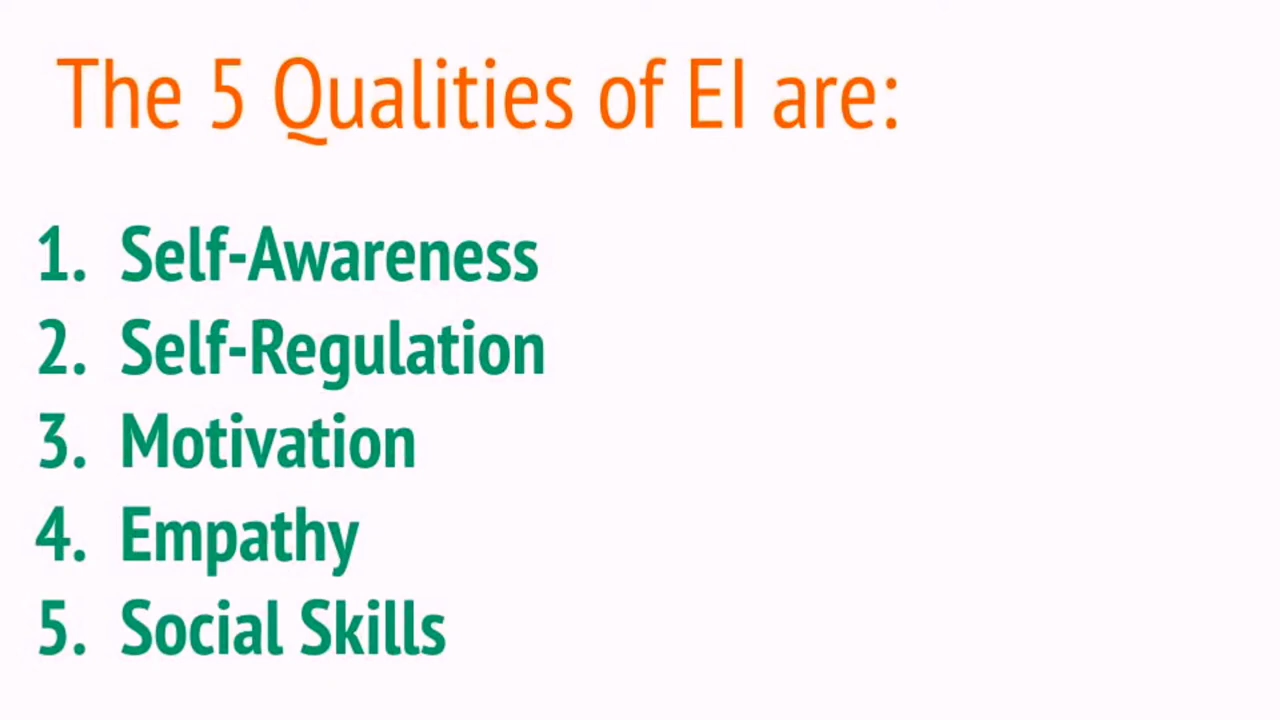 The 5 Qualities of EI are:
1. Self-Awareness
2. Self-Regulation
3. Motivation
4. Empathy
5. Social Skills